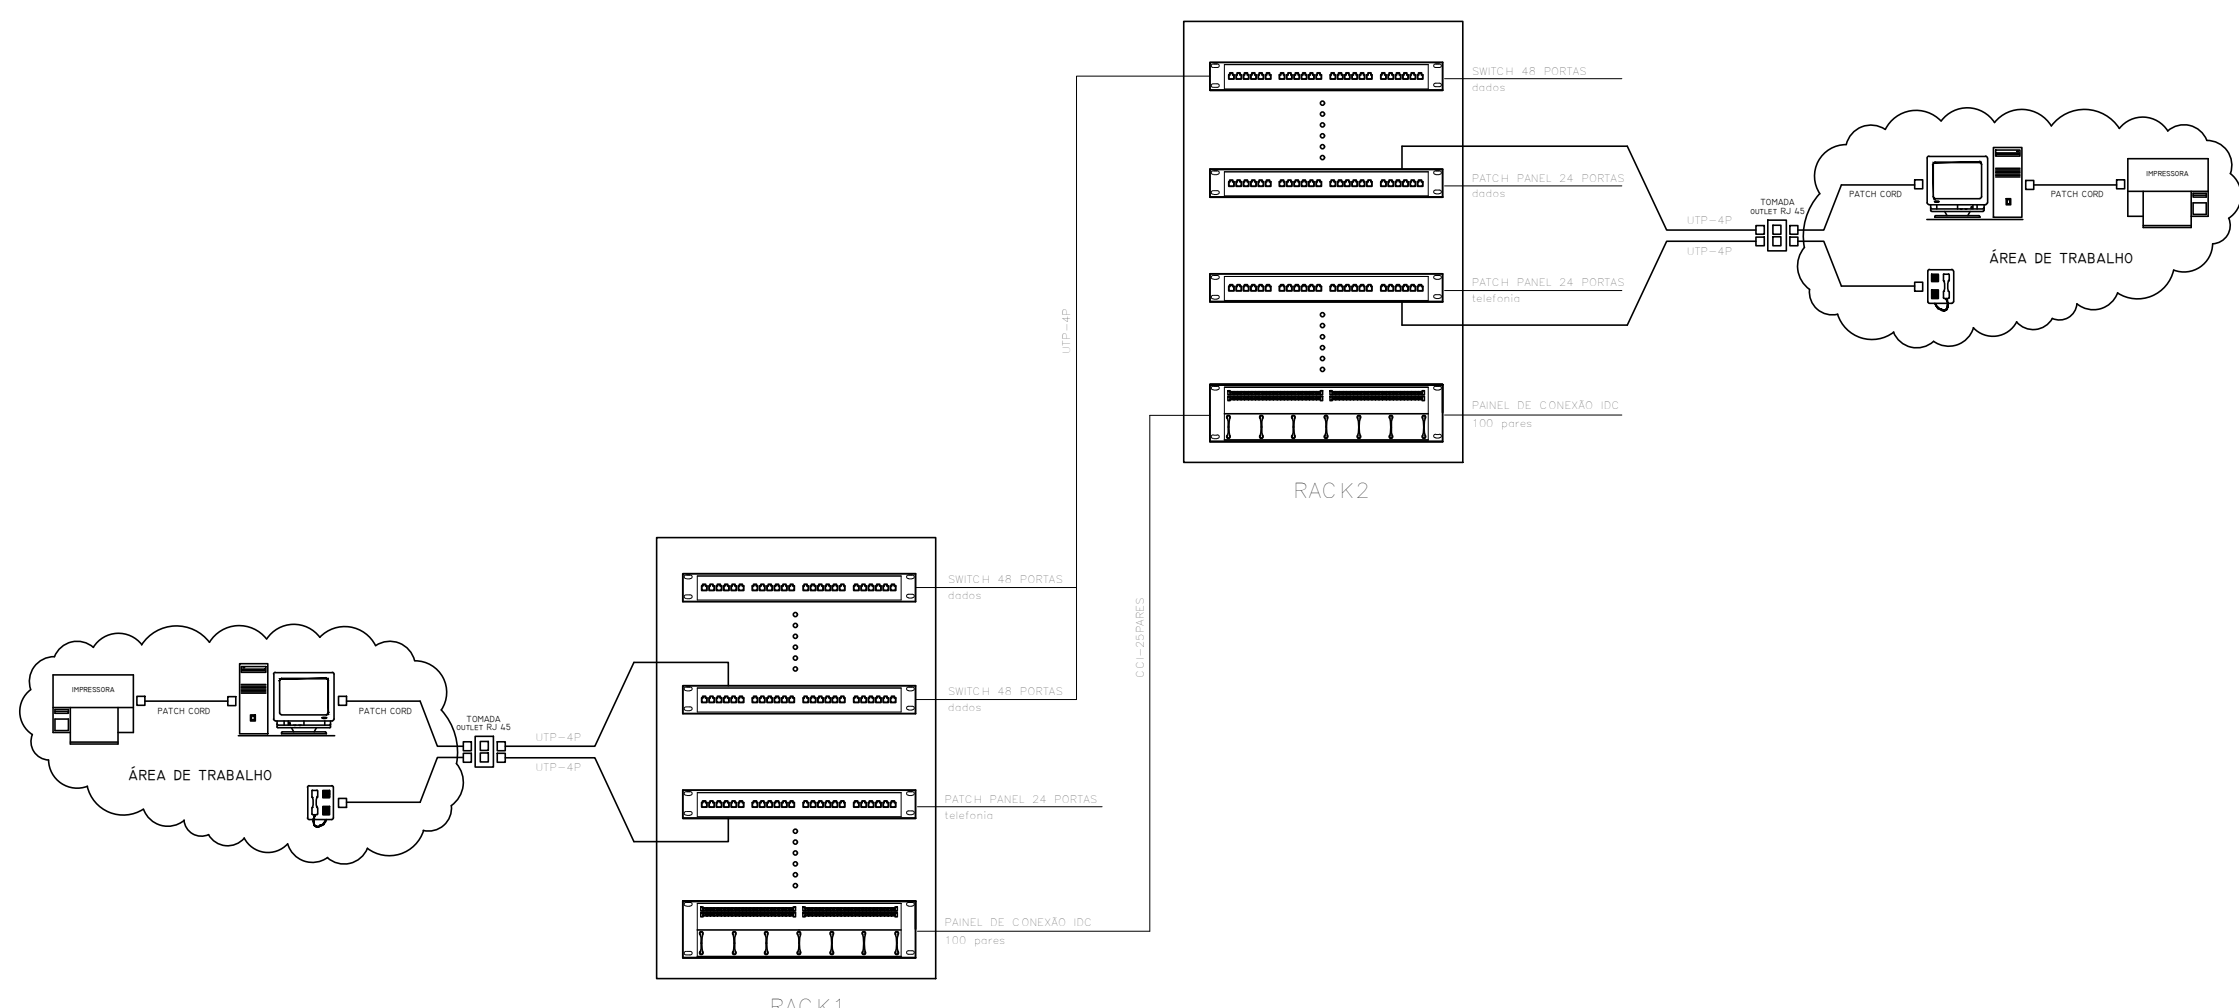 SWITCH 48 PORTAS
dados
PATCH PANEL 24 PORTAS
dados
PATCH PANEL 24 PORTAS
telefonia
PAINEL DE CONEXÃO IDC
100 pares
RACK2
UTP-4P
UTP-4P
UTP-4P
TOMADA
OUTLET RJ 45
PATCH CORD
PATCH CORD
IMPRESSORA
ÁREA DE TRABALHO
CCI-25PARES
SWITCH 48 PORTAS
dados
SWITCH 48 PORTAS
dados
PATCH PANEL 24 PORTAS
telefonia
PAINEL DE CONEXÃO IDC
100 pares
RACK1
IMPRESSORA
PATCH CORD
PATCH CORD
TOMADA
OUTLET RJ 45
UTP-4P
UTP-4P
ÁREA DE TRABALHO